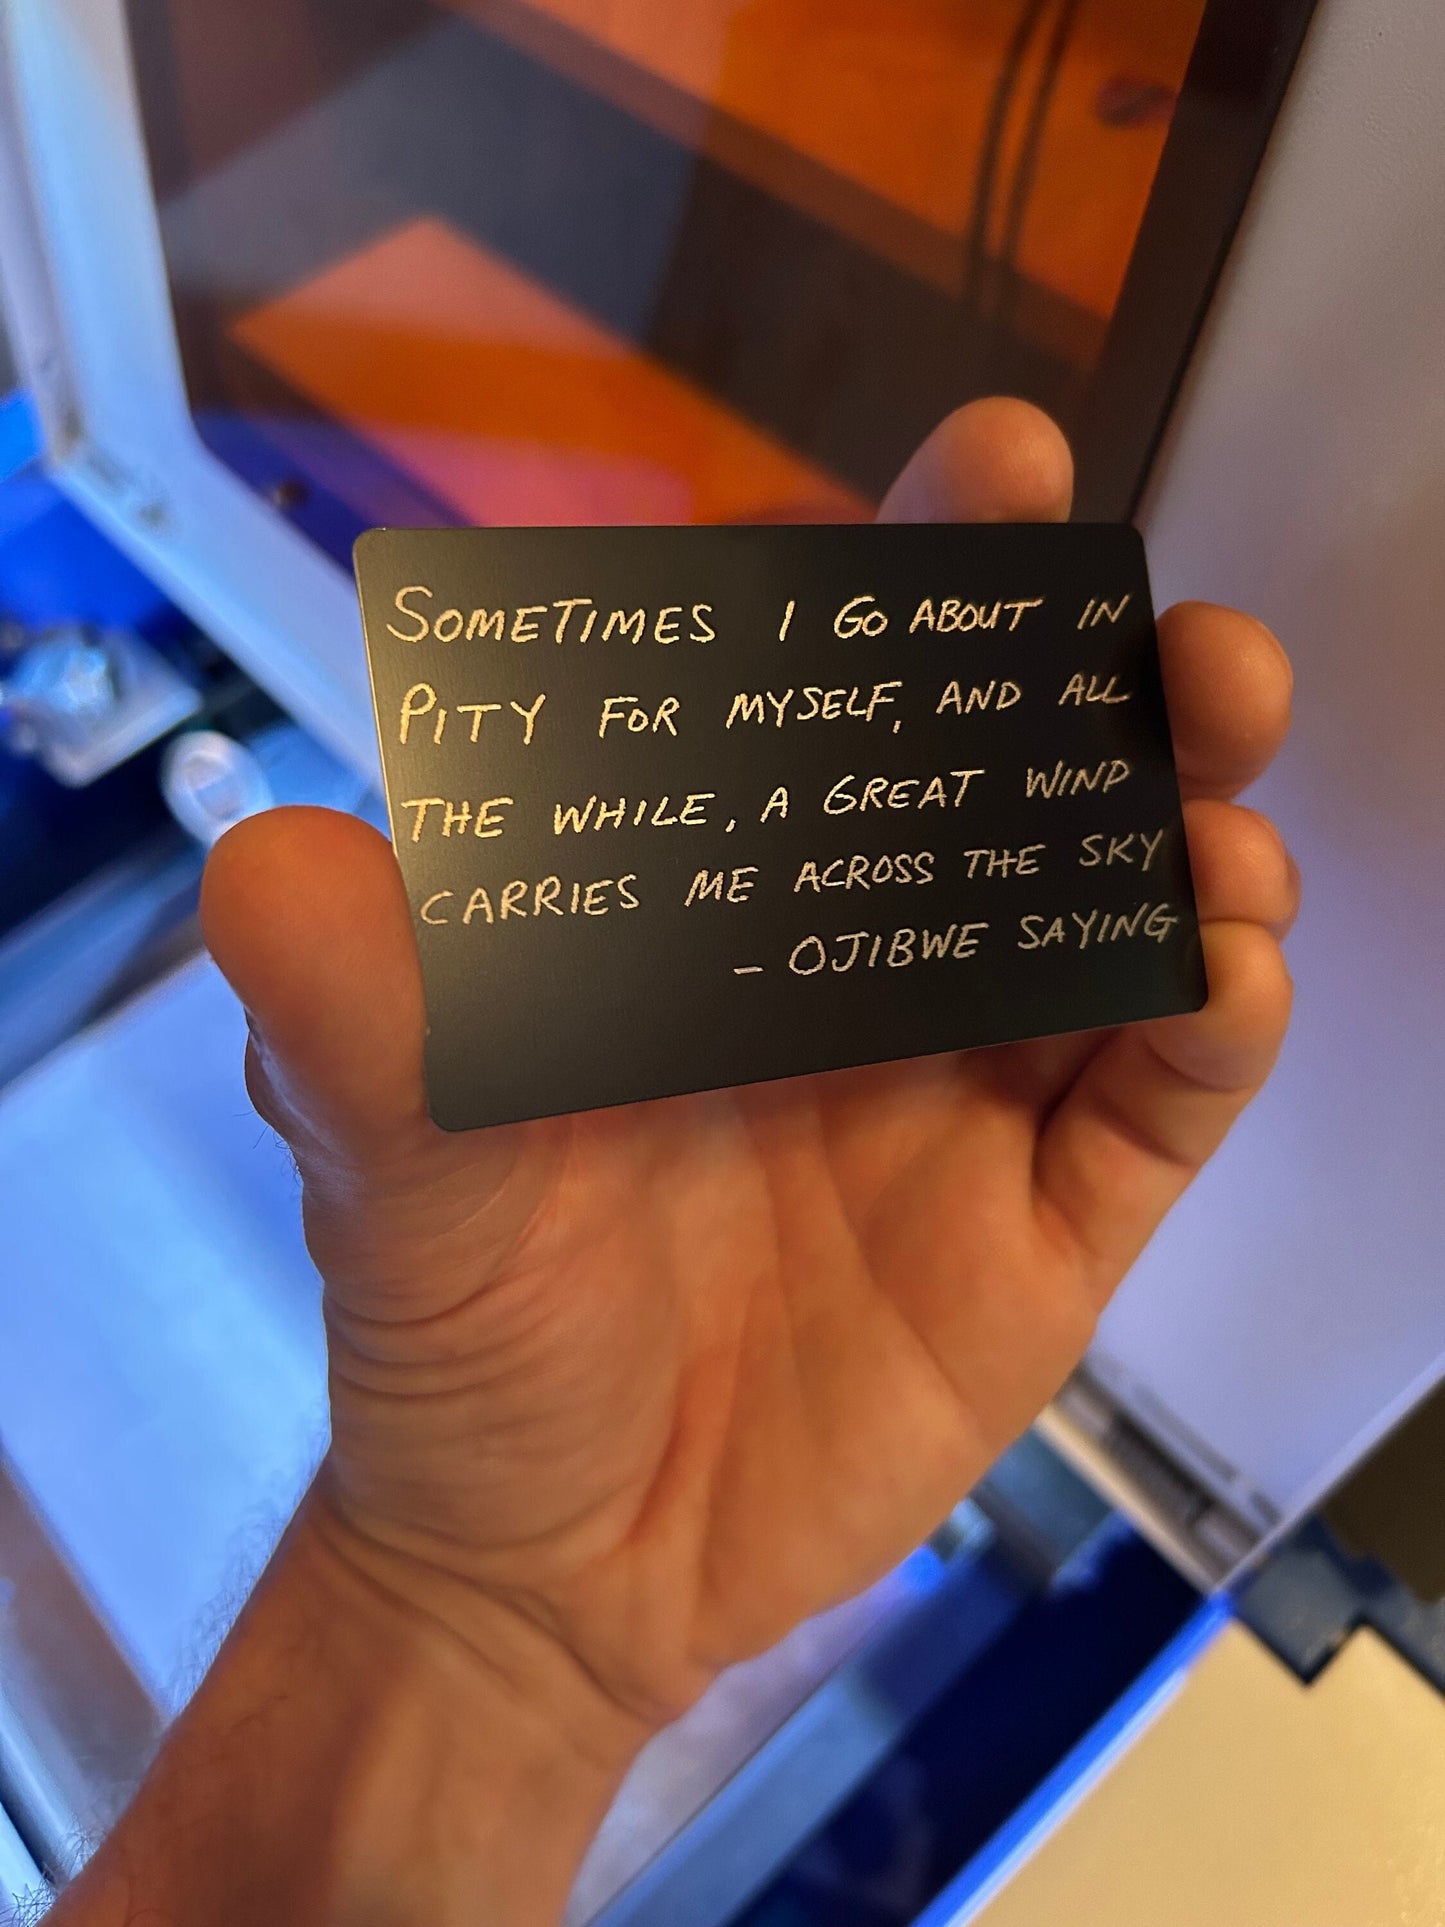 SOMETIMES I GO ABOUT IN
PITY FOR MYSELF, AND ALL
THE WHILE, A GREAT WIND
CARRIES ME ACROSS THE SKY
- OJIBWE SAYING